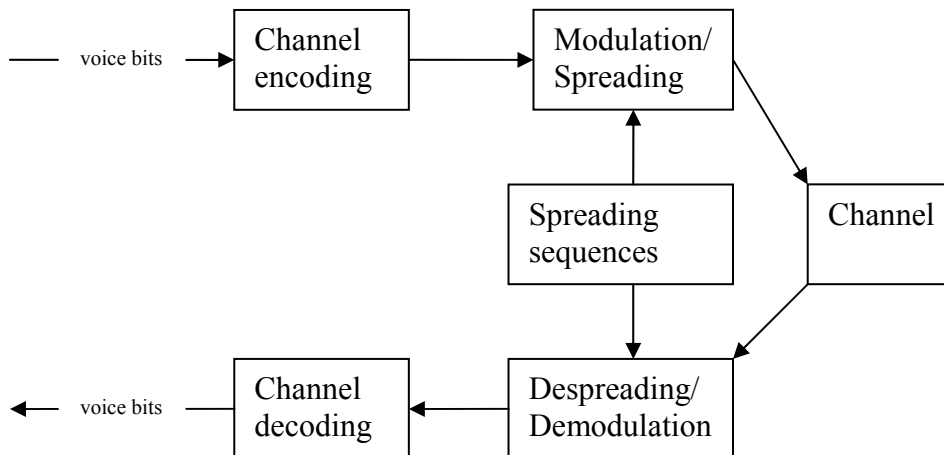 voice bits
Channel
encoding
Modulation/
Spreading
Spreading
sequences
Channel
voice bits
Channel
decoding
Despreading/
Demodulation